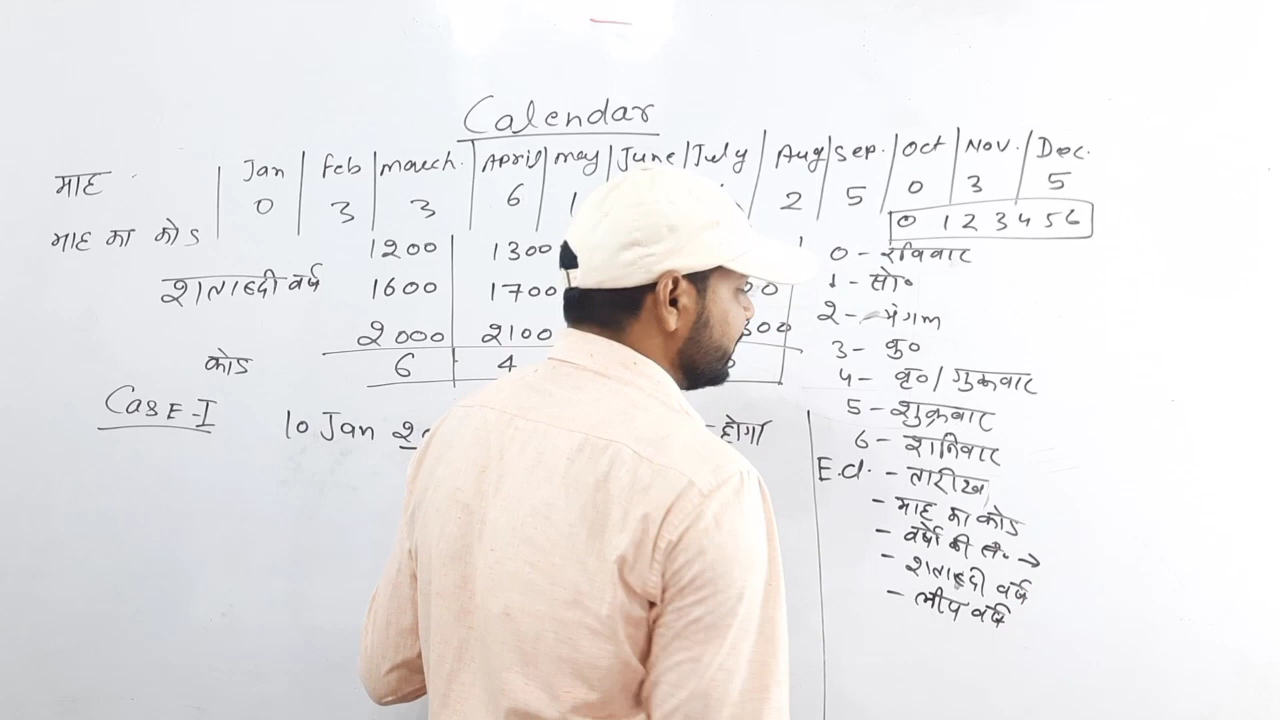 Calendar
माह Jan Feb march. April may June July Aug Sep. Oct Nov. Dec.
माह का कोड 0 3 3 6 1 2 5 0 3 5
0 1 2 3 4 5 6
शताब्दी वर्ष 1200 1300
1600 1700
2000 2100 300
कोड 6 4
0 - रविवार
1 - सो०
2 - मंगल
3 - बु०
4 - वृ० / गुरुवार
5 - शुक्रवार
6 - शनिवार
CASE-I 10 Jan - होगा
E.d. - तारीख
- माह का कोड
- वर्षो की सं. →
- शताब्दी वर्ष
- लीप वर्ष